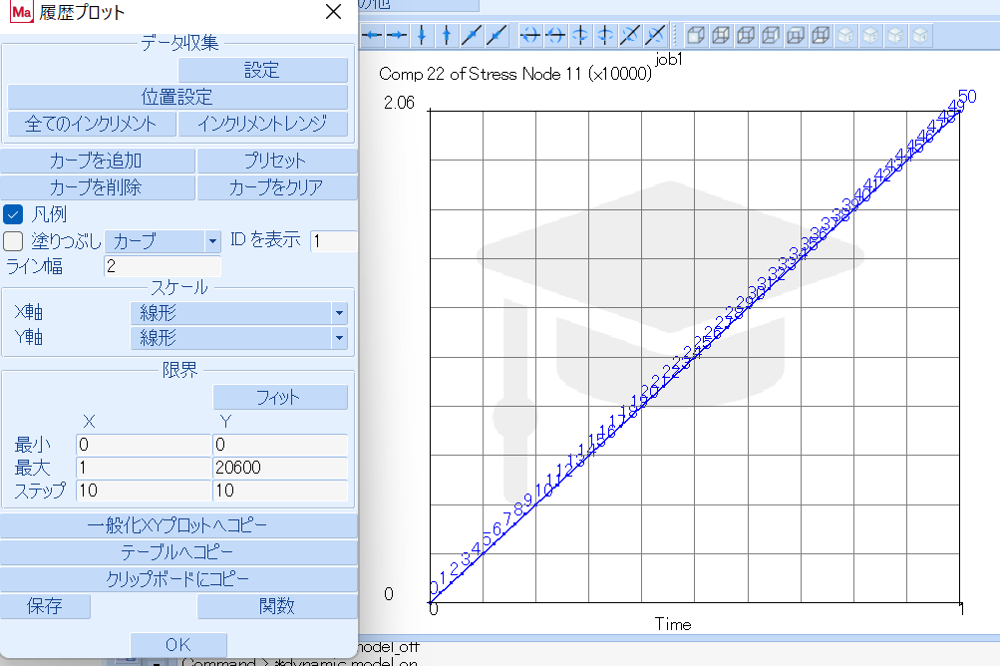 Ma 履歴プロット
の他
データ収集
設定
位置設定
全てのインクリメント インクリメントレンジ
カーブを追加 プリセット
カーブを削除 カーブをクリア
凡例
塗りつぶし カーブ IDを表示 1
ライン幅 2
スケール
X軸 線形
Y軸 線形
限界
フィット
X Y
最小 0 0
最大 1 20600
ステップ 10 10
一般化XYプロットへコピー
テーブルへコピー
クリップボードにコピー
保存 関数
OK
job1
Comp 22 of Stress Node 11 (x10000)
2.06
50
0 1 2 3 4 5 6 7 8 9 10
0
0 1
Time
model_off
Command > *dynamic_model_on